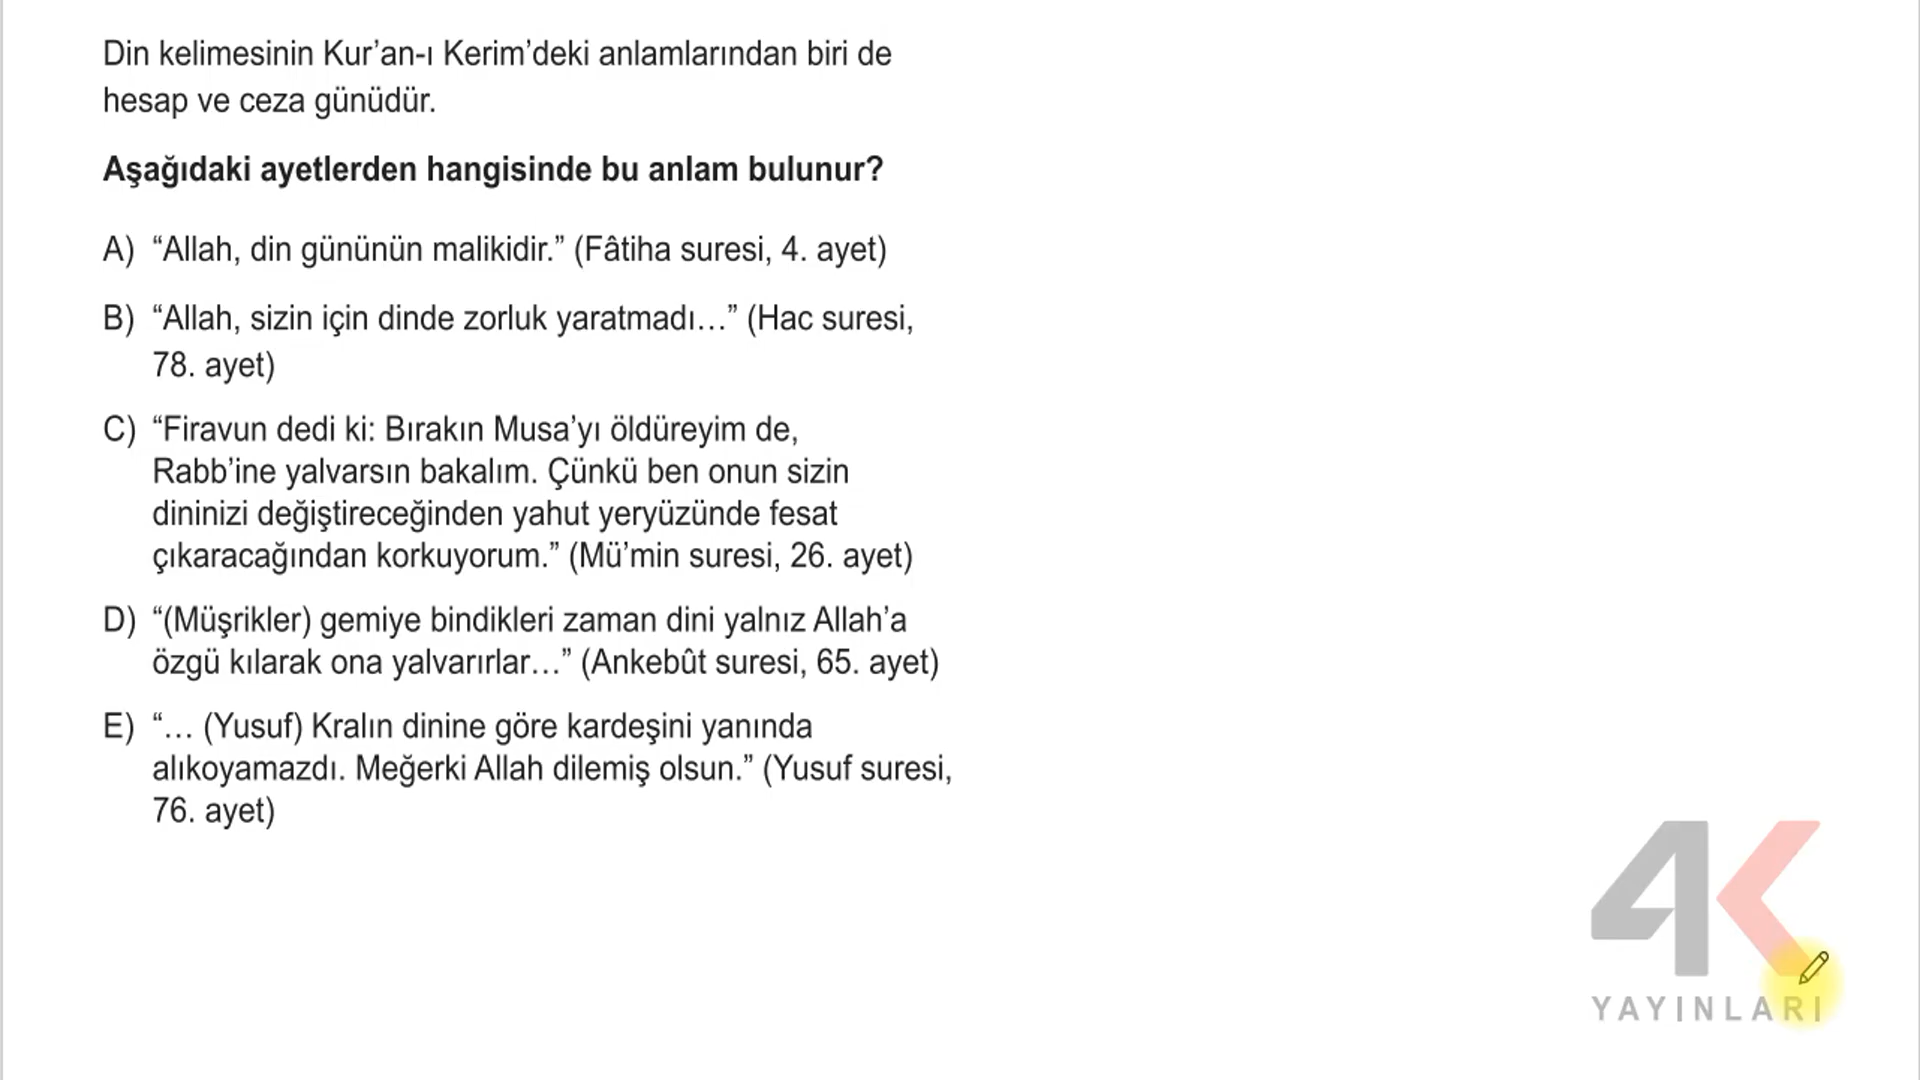 Din kelimesinin Kur’an-ı Kerim’deki anlamlarından biri de
hesap ve ceza günüdür.
Aşağıdaki ayetlerden hangisinde bu anlam bulunur?
A) “Allah, din gününün malikidir.” (Fâtiha suresi, 4. ayet)
B) “Allah, sizin için dinde zorluk yaratmadı…” (Hac suresi,
78. ayet)
C) “Firavun dedi ki: Bırakın Musa’yı öldüreyim de,
Rabb’ine yalvarsın bakalım. Çünkü ben onun sizin
dininizi değiştireceğinden yahut yeryüzünde fesat
çıkaracağından korkuyorum.” (Mü’min suresi, 26. ayet)
D) “(Müşrikler) gemiye bindikleri zaman dini yalnız Allah’a
özgü kılarak ona yalvarırlar…” (Ankebût suresi, 65. ayet)
E) “… (Yusuf) Kralın dinine göre kardeşini yanında
alıkoyamazdı. Meğerki Allah dilemiş olsun.” (Yusuf suresi,
76. ayet)
4K
YAYINLARI